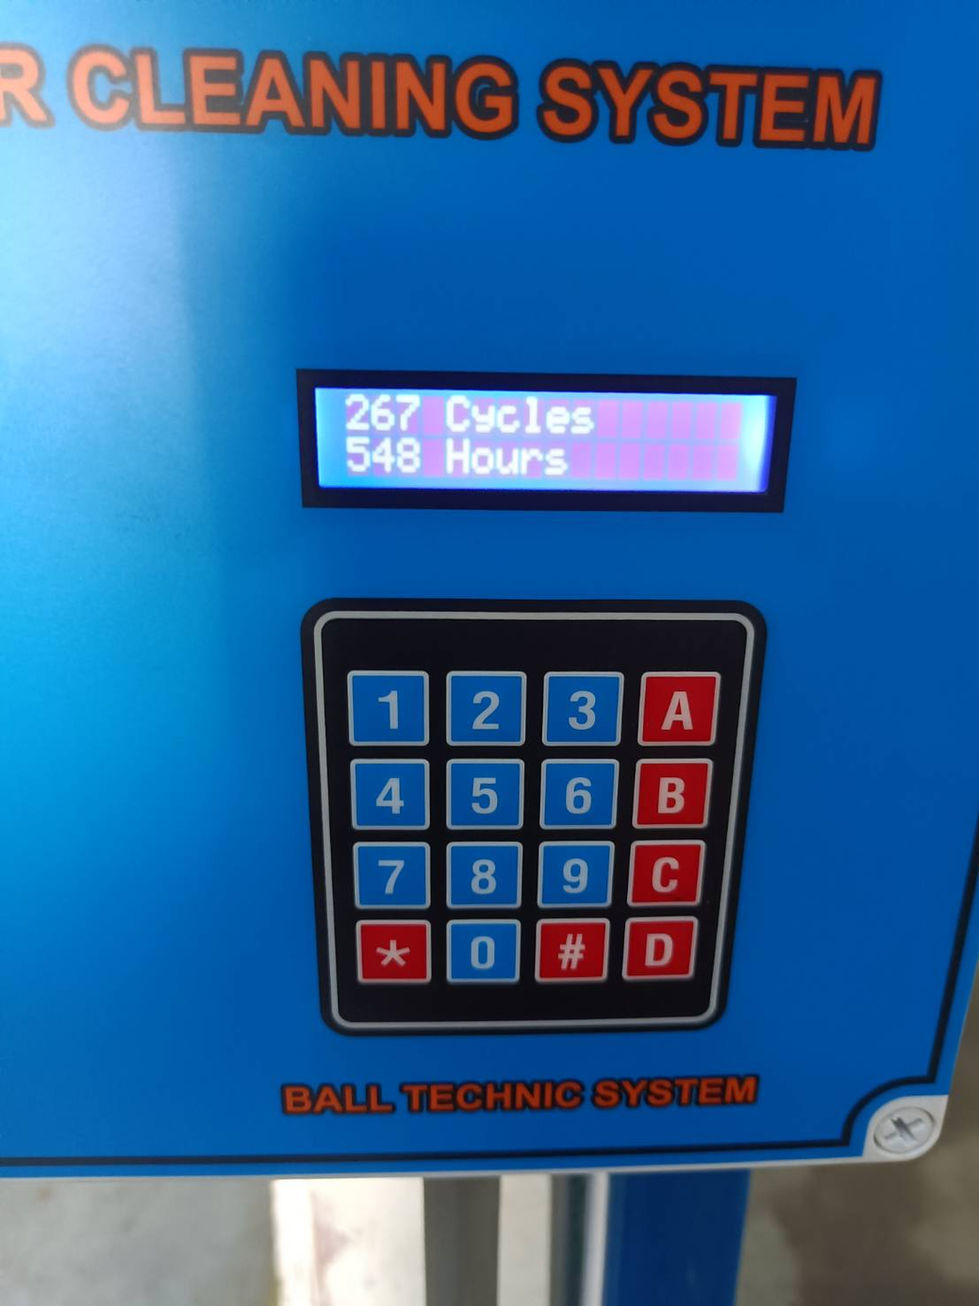 CLEANING SYSTEM
267 Cycles
548 Hours
1 2 3 A
4 5 6 B
7 8 9 C
* 0 # D
BALL TECHNIC SYSTEM